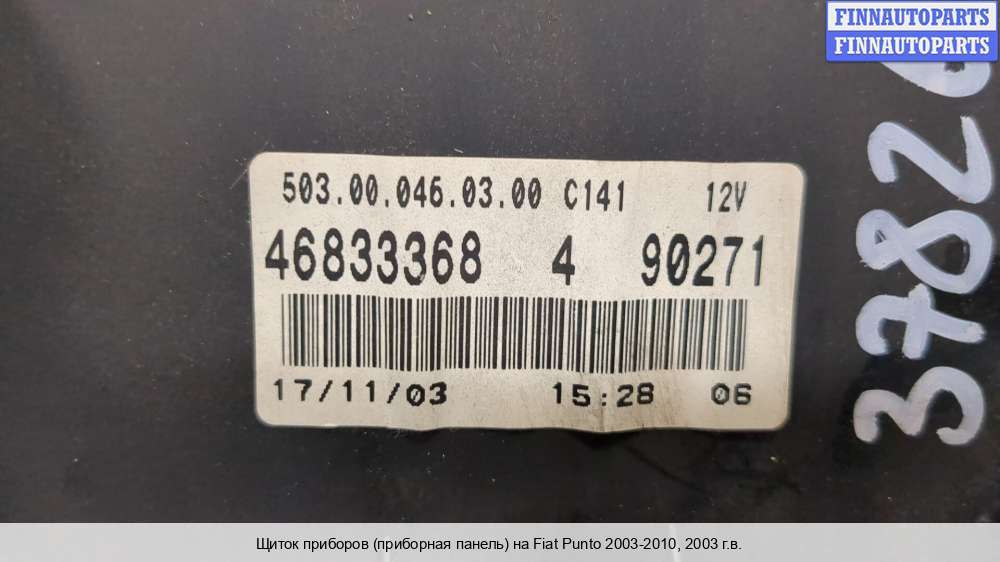 FINNAUTOPARTS
FINNAUTOPARTS
503.00.046.03.00 C141 12V
46833368 4 90271
17/11/03 15:28 06
Щиток приборов (приборная панель) на Fiat Punto 2003-2010, 2003 г.в.